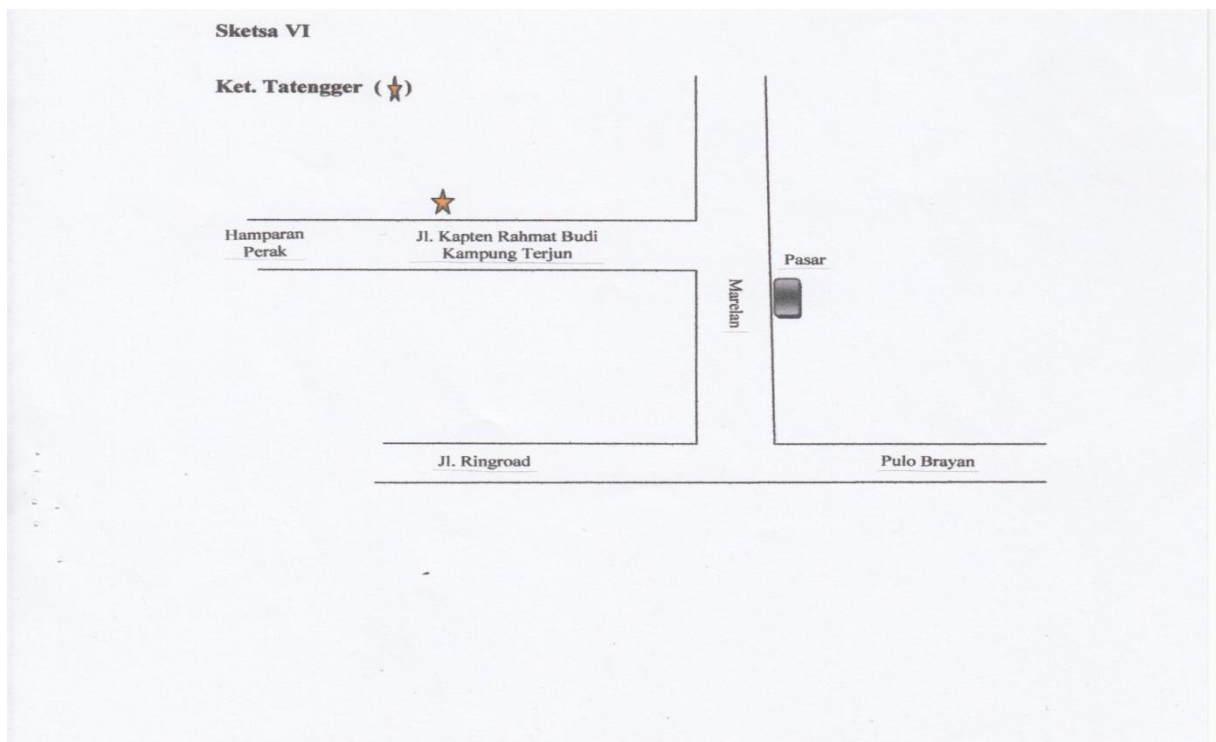 Sketsa VI
Ket. Tatengger ( )
Hamparan
Perak
Jl. Kapten Rahmat Budi
Kampung Terjun
Pasar
Marelan
Jl. Ringroad
Pulo Brayan